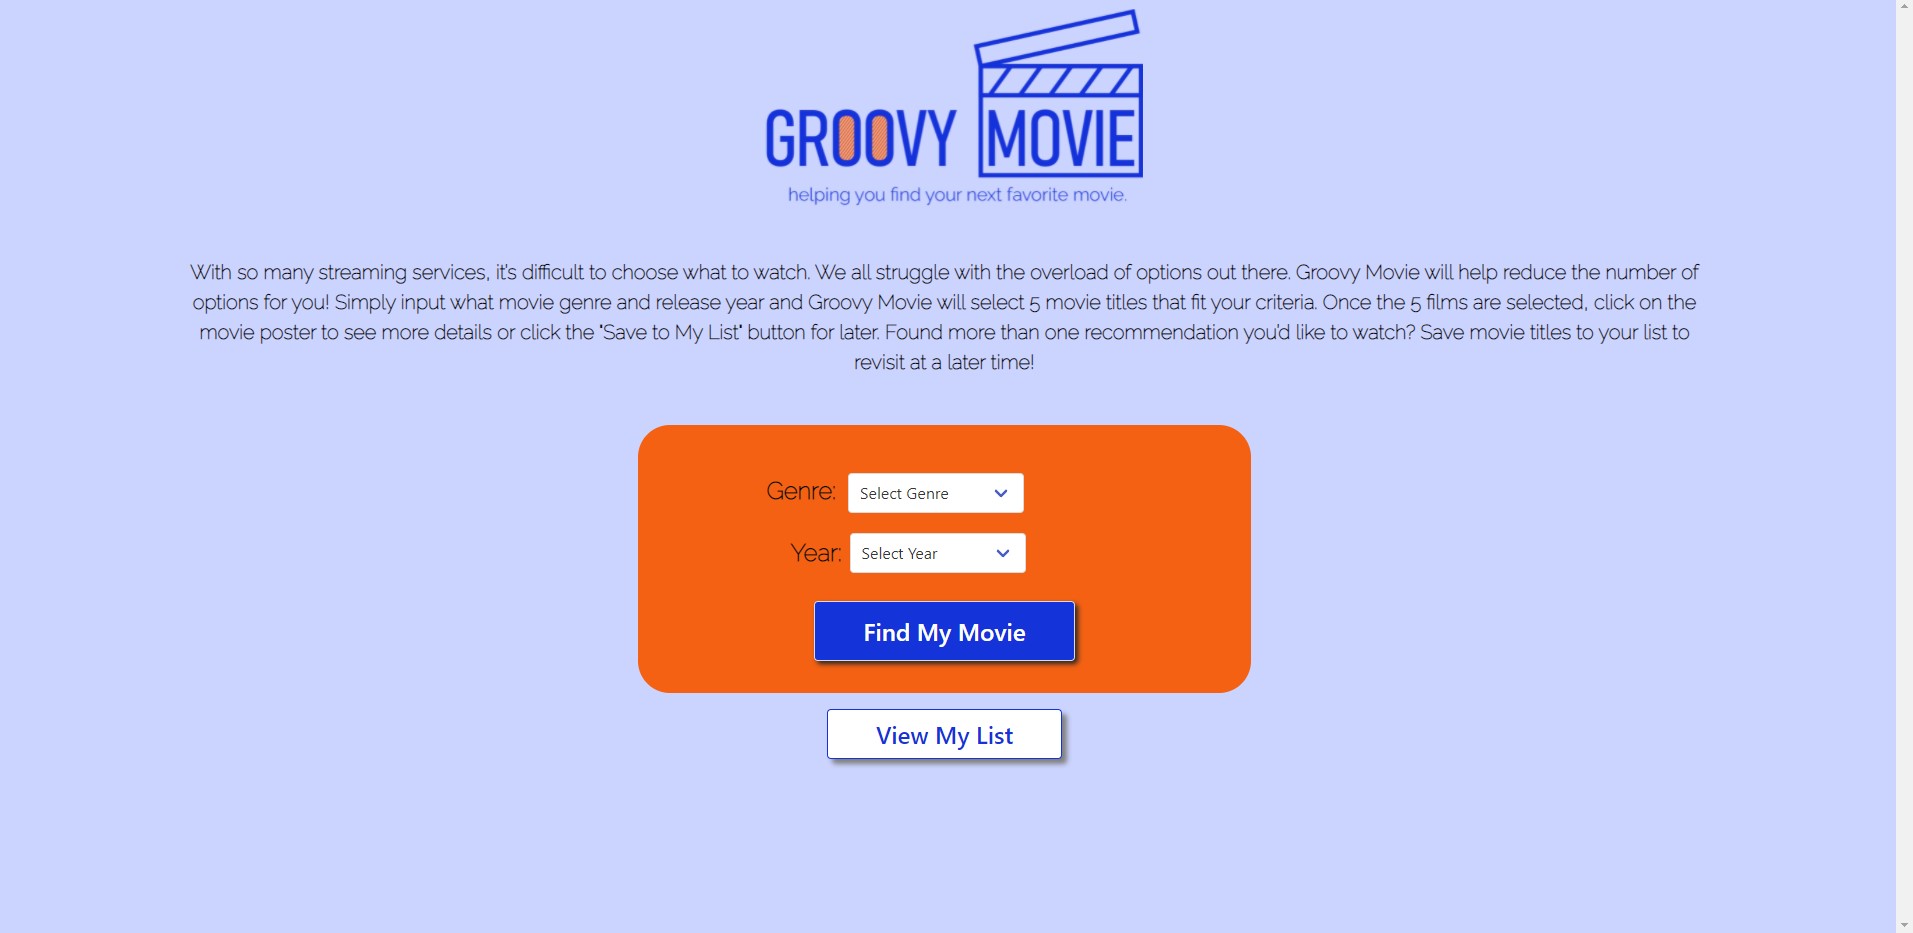 GROOVY MOVIE
helping you find your next favorite movie.
With so many streaming services, it's difficult to choose what to watch. We all struggle with the overload of options out there. Groovy Movie will help reduce the number of
options for you! Simply input what movie genre and release year and Groovy Movie will select 5 movie titles that fit your criteria. Once the 5 films are selected, click on the
movie poster to see more details or click the "Save to My List" button for later. Found more than one recommendation you'd like to watch? Save movie titles to your list to
revisit at a later time!
Genre: Select Genre
Year: Select Year
Find My Movie
View My List